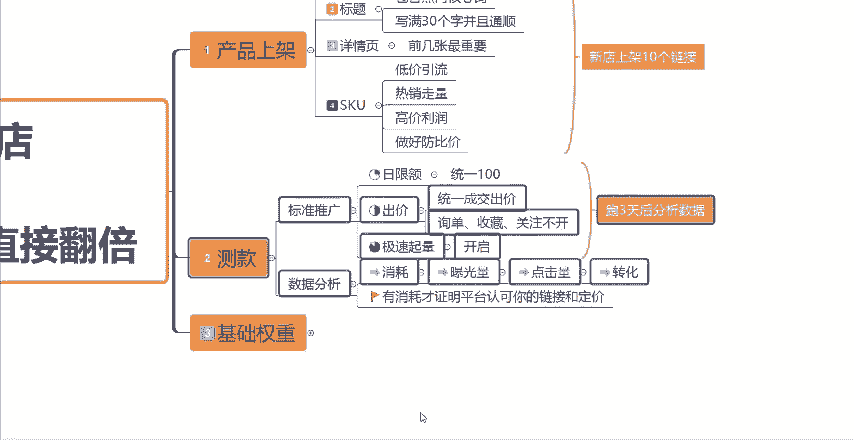 店
直接翻倍
1 产品上架
2 标题
写满30个字并且通顺
详情页
前几张最重要
4 SKU
低价引流
热销走量
高价利润
做好防比价
新店上架10个链接
2 测款
标准推广
日限额
统一100
出价
统一成交出价
询单、收藏、关注不开
极速起量
开启
3天后分析数据
数据分析
消耗
曝光量
点击量
转化
有消耗才证明平台认可你的链接和定价
3 基础权重